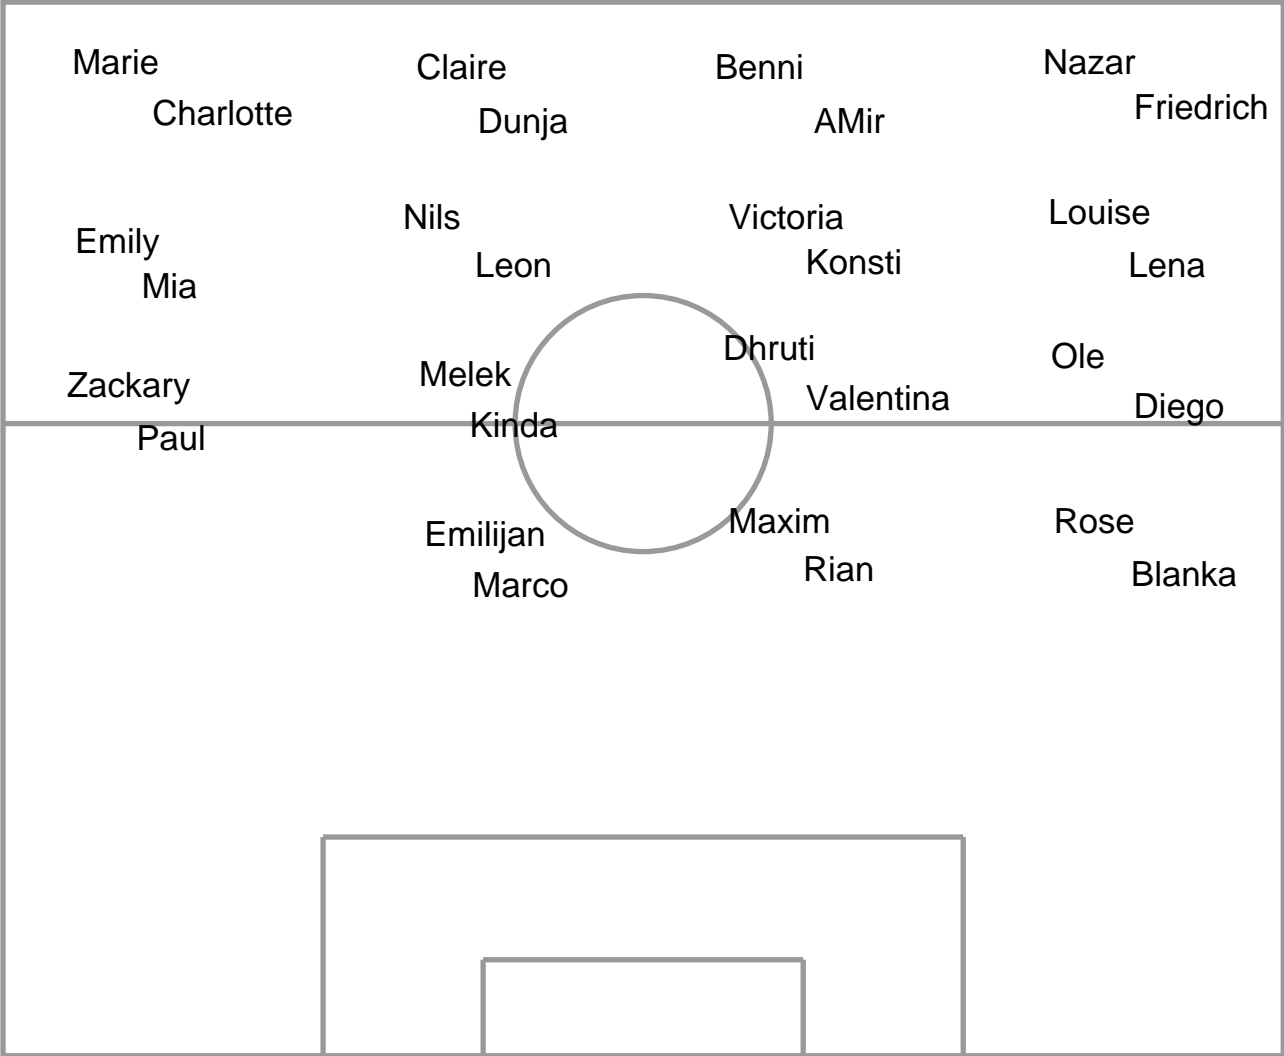 Marie
Charlotte
Claire
Dunja
Benni
AMir
Nazar
Friedrich
Emily
Mia
Nils
Leon
Victoria
Konsti
Louise
Lena
Zackary
Paul
Melek
Kinda
Dhruti
Valentina
Ole
Diego
Emilijan
Marco
Maxim
Rian
Rose
Blanka